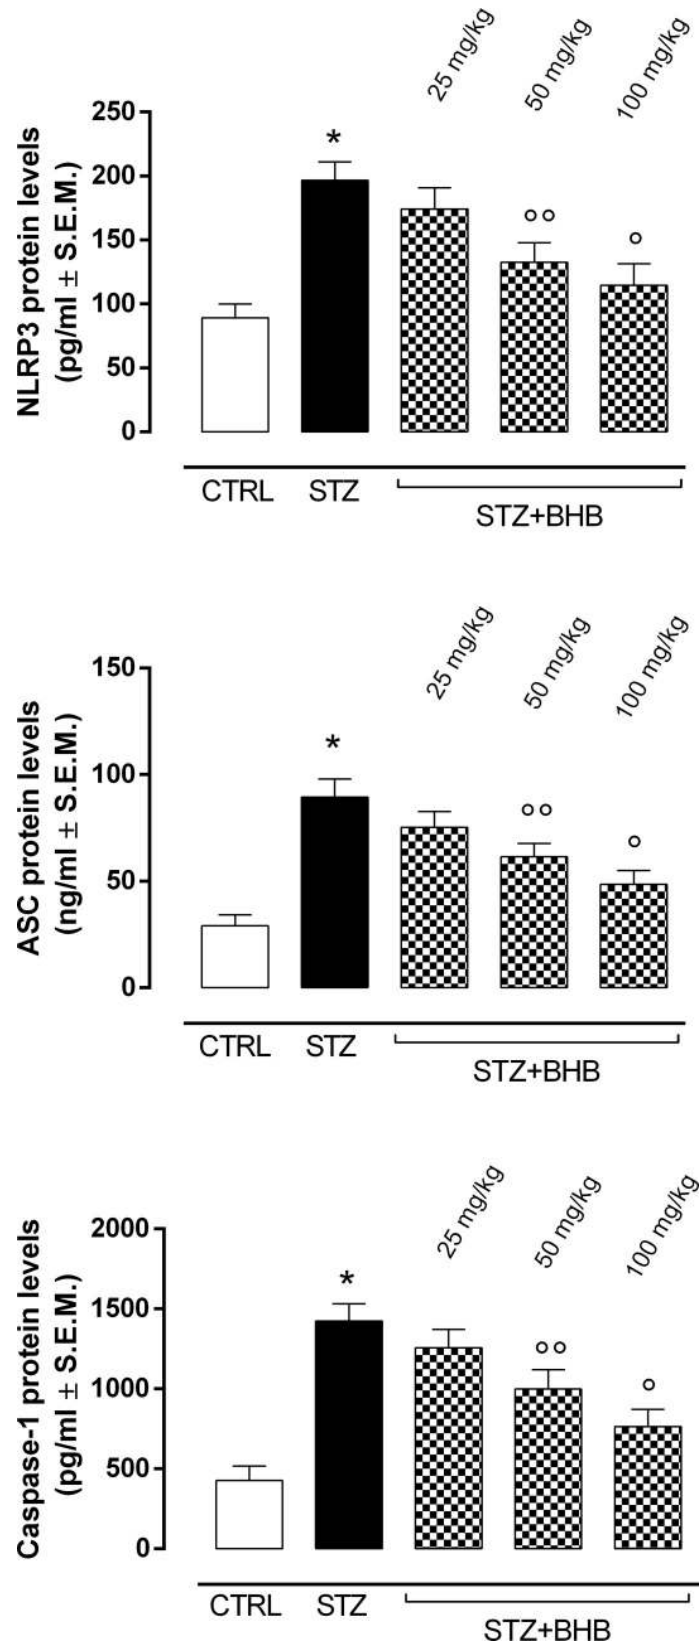 25 mg/kg
50 mg/kg
100 mg/kg
NLRP3 protein levels
(pg/ml ± S.E.M.)
250
200
150
100
50
0
*
°°
°
CTRL
STZ
STZ+BHB
25 mg/kg
50 mg/kg
100 mg/kg
ASC protein levels
(ng/ml ± S.E.M.)
150
100
50
0
*
°°
°
CTRL
STZ
STZ+BHB
25 mg/kg
50 mg/kg
100 mg/kg
Caspase-1 protein levels
(pg/ml ± S.E.M.)
2000
1500
1000
500
0
*
°°
°
CTRL
STZ
STZ+BHB